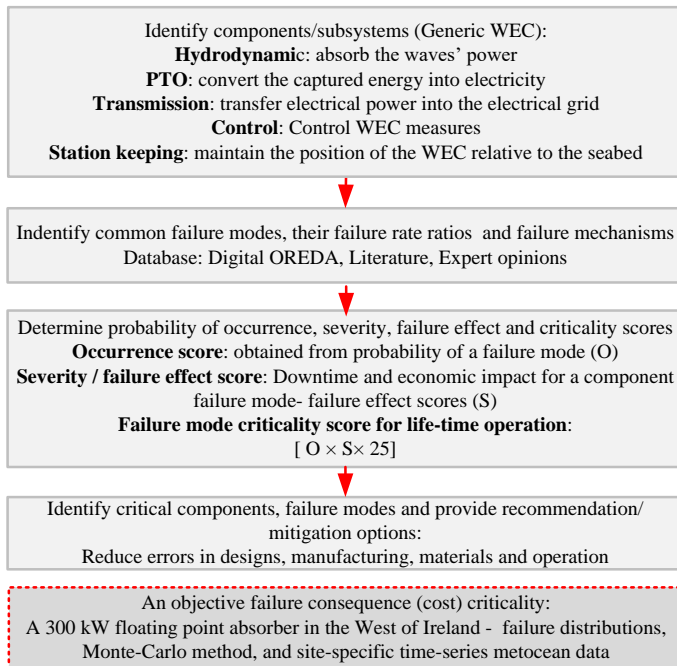 Identify components/subsystems (Generic WEC):
Hydrodynamic: absorb the waves' power
PTO: convert the captured energy into electricity
Transmission: transfer electrical power into the electrical grid
Control: Control WEC measures
Station keeping: maintain the position of the WEC relative to the seabed
Indentify common failure modes, their failure rate ratios and failure mechanisms
Database: Digital OREDA, Literature, Expert opinions
Determine probability of occurrence, severity, failure effect and criticality scores
Occurrence score: obtained from probability of a failure mode (O)
Severity / failure effect score: Downtime and economic impact for a component
failure mode- failure effect scores (S)
Failure mode criticality score for life-time operation:
[ O × S× 25]
Identify critical components, failure modes and provide recommendation/
mitigation options:
Reduce errors in designs, manufacturing, materials and operation
An objective failure consequence (cost) criticality:
A 300 kW floating point absorber in the West of Ireland - failure distributions,
Monte-Carlo method, and site-specific time-series metocean data